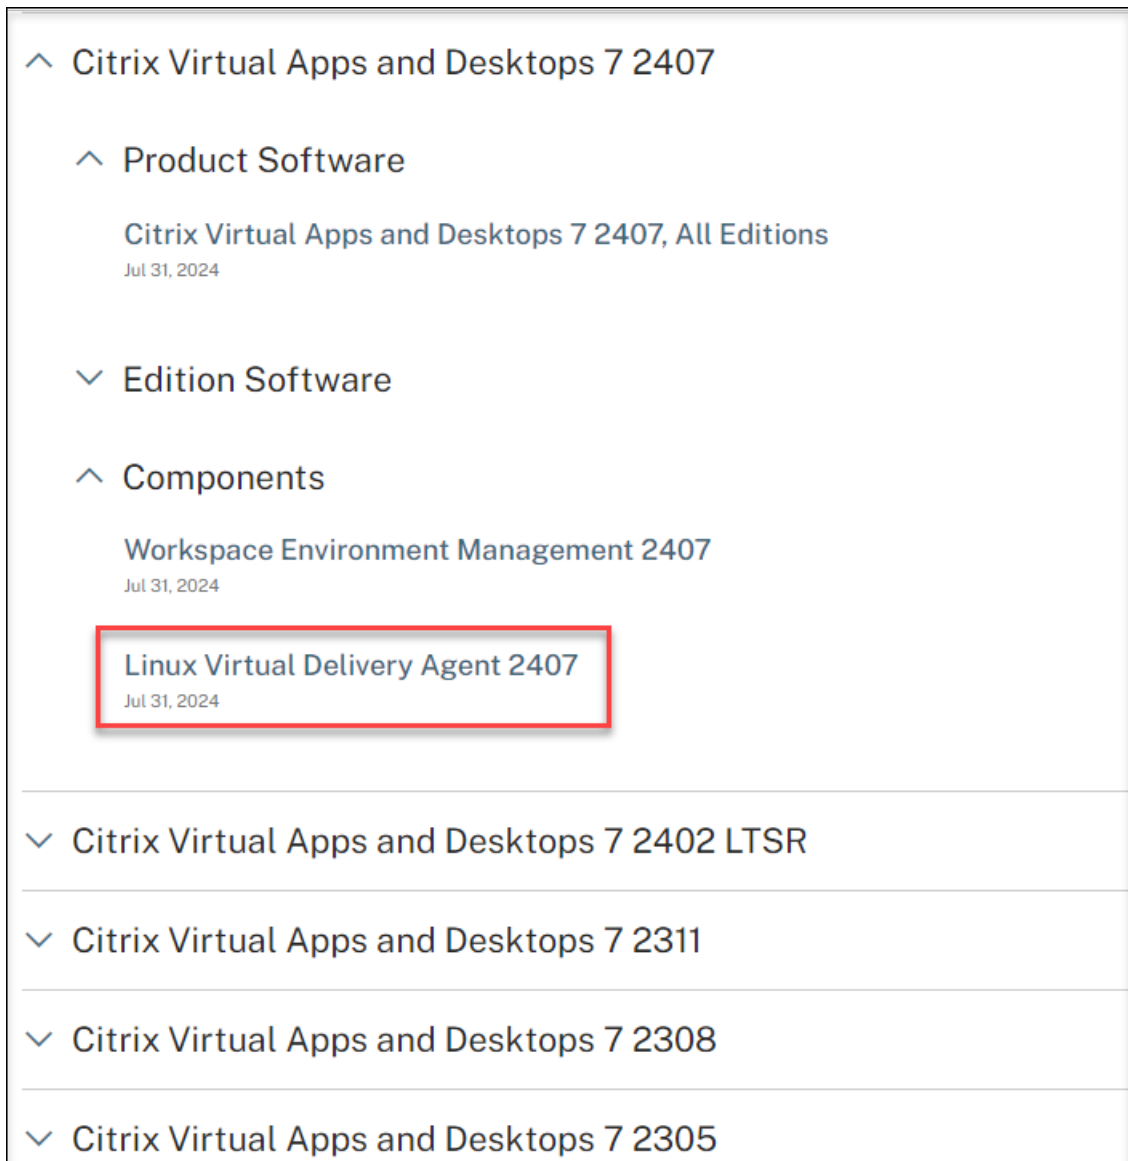 Citrix Virtual Apps and Desktops 7 2407
Product Software
Citrix Virtual Apps and Desktops 7 2407, All Editions
Jul 31, 2024
Edition Software
Components
Workspace Environment Management 2407
Jul 31, 2024
Linux Virtual Delivery Agent 2407
Jul 31, 2024
Citrix Virtual Apps and Desktops 7 2402 LTSR
Citrix Virtual Apps and Desktops 7 2311
Citrix Virtual Apps and Desktops 7 2308
Citrix Virtual Apps and Desktops 7 2305